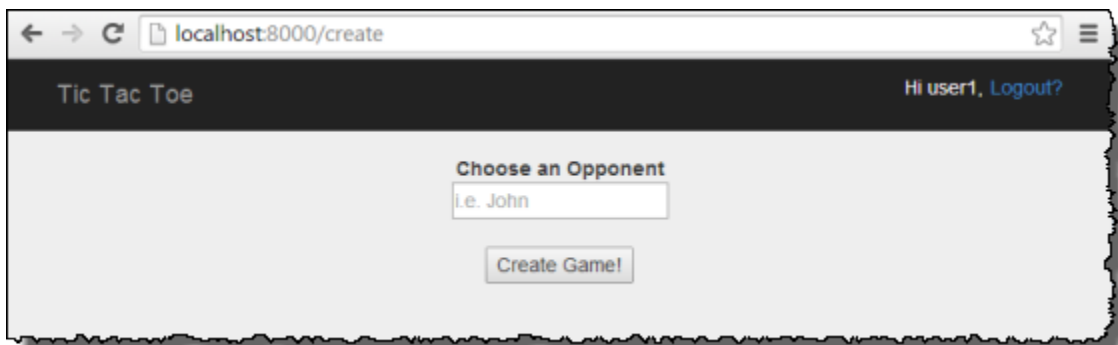 localhost:8000/create
Tic Tac Toe
Hi user1, Logout?
Choose an Opponent
i.e. John
Create Game!